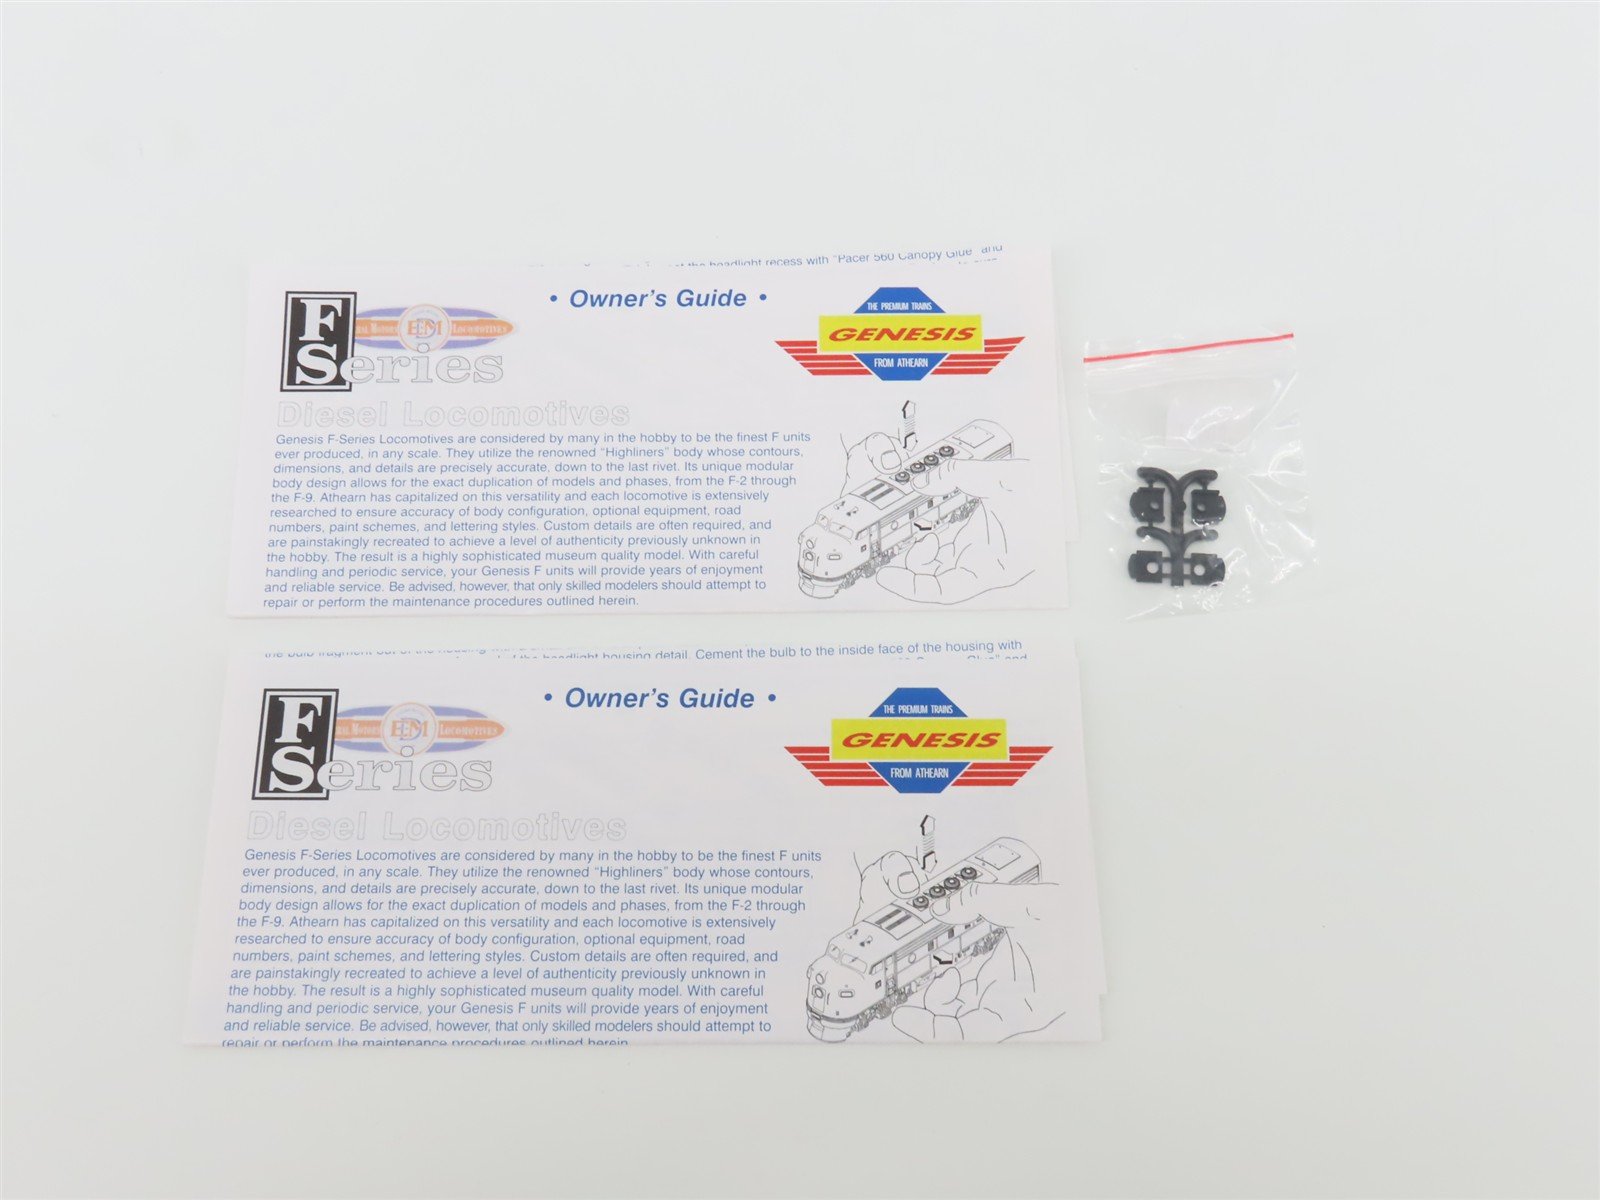 of the headlight recess with "Pacer 560 Canopy Glue" and
• Owner's Guide •
F Series
EDM LOCOMOTIVES
THE PREMIUM TRAINS
GENESIS
FROM ATHEARN
Diesel Locomotives
Genesis F-Series Locomotives are considered by many in the hobby to be the finest F units
ever produced, in any scale. They utilize the renowned "Highliners" body whose contours,
dimensions, and details are precisely accurate, down to the last rivet. Its unique modular
body design allows for the exact duplication of models and phases, from the F-2 through
the F-9. Athearn has capitalized on this versatility and each locomotive is extensively
researched to ensure accuracy of body configuration, optional equipment, road
numbers, paint schemes, and lettering styles. Custom details are often required, and
are painstakingly recreated to achieve a level of authenticity previously unknown in
the hobby. The result is a highly sophisticated museum quality model. With careful
handling and periodic service, your Genesis F units will provide years of enjoyment
and reliable service. Be advised, however, that only skilled modelers should attempt to
repair or perform the maintenance procedures outlined herein.
the bulb fragment out of the housing
of the headlight housing detail. Cement the bulb to the inside face of the housing with
• Owner's Guide •
F Series
RAL MOTORS EDM LOCOMOTIVES
THE PREMIUM TRAINS
GENESIS
FROM ATHEARN
Diesel Locomotives
Genesis F-Series Locomotives are considered by many in the hobby to be the finest F units
ever produced, in any scale. They utilize the renowned "Highliners" body whose contours,
dimensions, and details are precisely accurate, down to the last rivet. Its unique modular
body design allows for the exact duplication of models and phases, from the F-2 through
the F-9. Athearn has capitalized on this versatility and each locomotive is extensively
researched to ensure accuracy of body configuration, optional equipment, road
numbers, paint schemes, and lettering styles. Custom details are often required, and
are painstakingly recreated to achieve a level of authenticity previously unknown in
the hobby. The result is a highly sophisticated museum quality model. With careful
handling and periodic service, your Genesis F units will provide years of enjoyment
and reliable service. Be advised, however, that only skilled modelers should attempt to
repair or perform the maintenance procedures outlined herein.